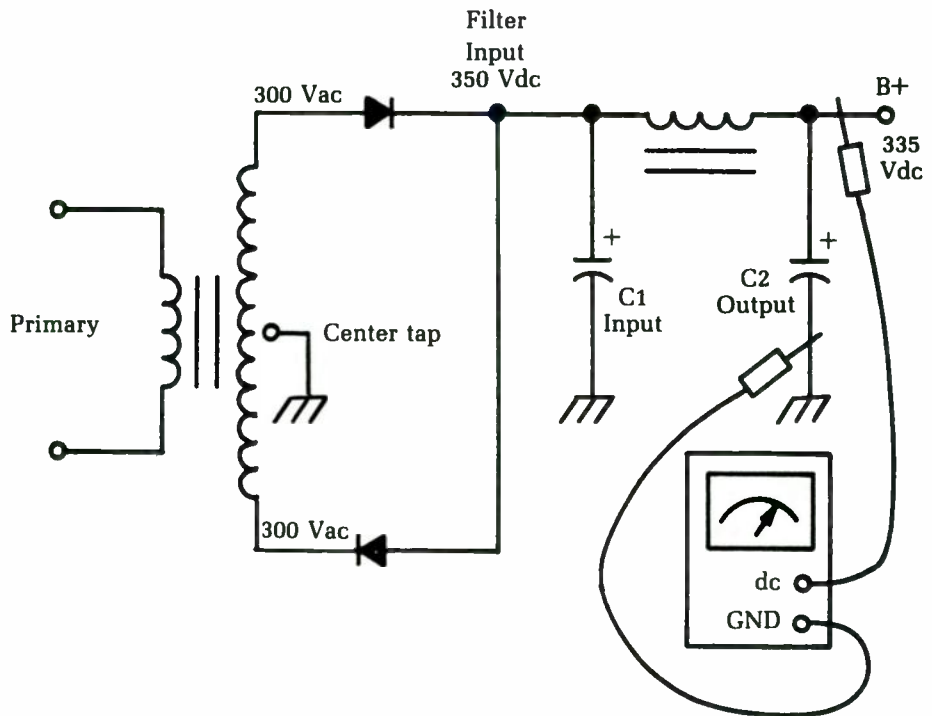 Filter
Input
350 Vdc
300 Vac
B+
335
Vdc
+
+
C1
Input
C2
Output
Primary
Center tap
300 Vac
dc
GND